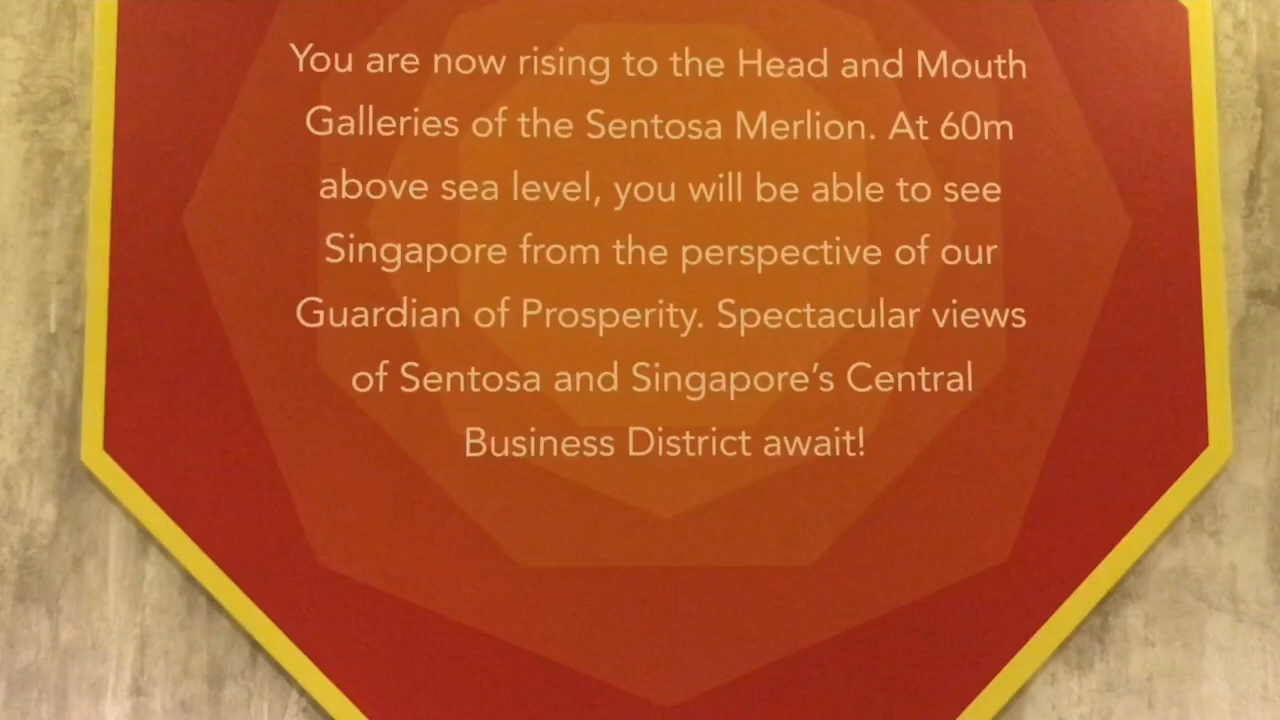 You are now rising to the Head and Mouth
Galleries of the Sentosa Merlion. At 60m
above sea level, you will be able to see
Singapore from the perspective of our
Guardian of Prosperity. Spectacular views
of Sentosa and Singapore’s Central
Business District await!